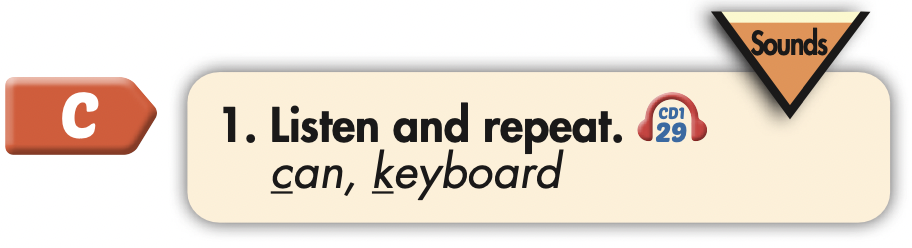 Sounds
C
1. Listen and repeat. CD1 29
can, keyboard